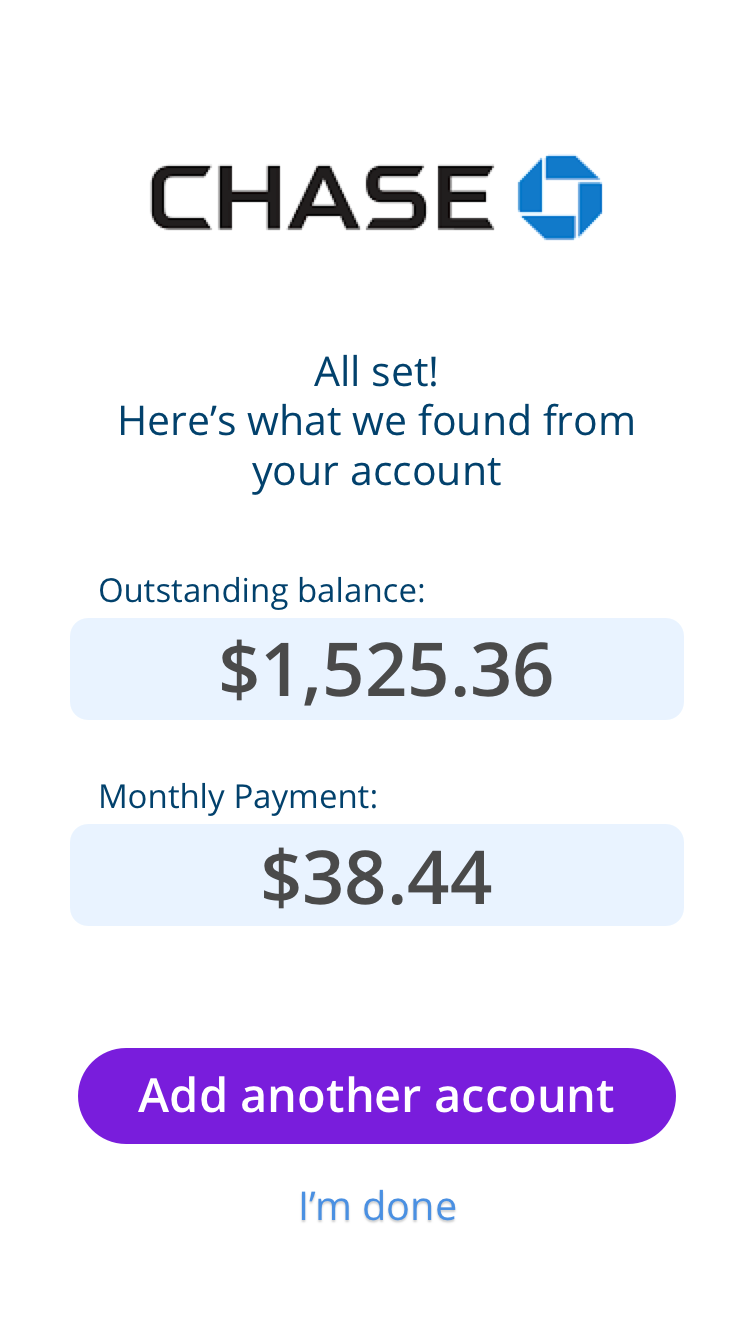 CHASE
All set!
Here’s what we found from
your account
Outstanding balance:
$1,525.36
Monthly Payment:
$38.44
Add another account
I’m done